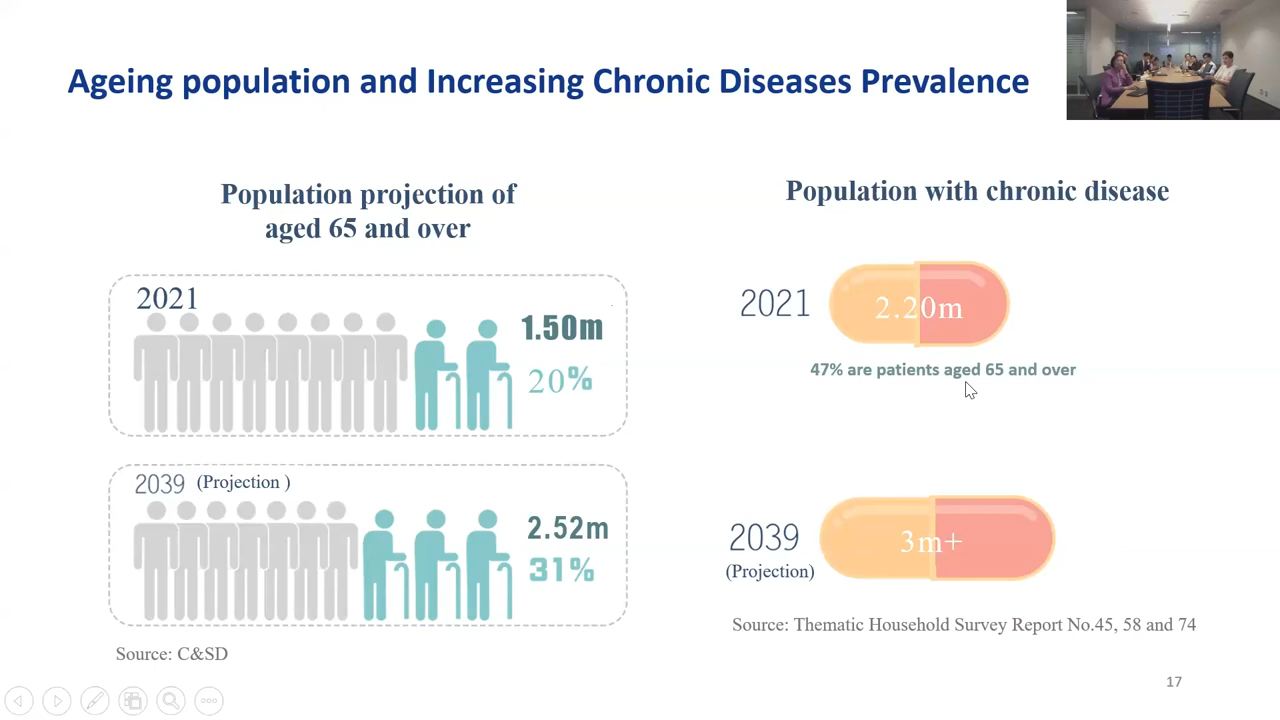 Ageing population and Increasing Chronic Diseases Prevalence
Population projection of
aged 65 and over
2021
1.50m
20%
2039 (Projection )
2.52m
31%
Source: C&SD
Population with chronic disease
2021
2.20m
47% are patients aged 65 and over
2039
(Projection)
3m+
Source: Thematic Household Survey Report No.45, 58 and 74
17